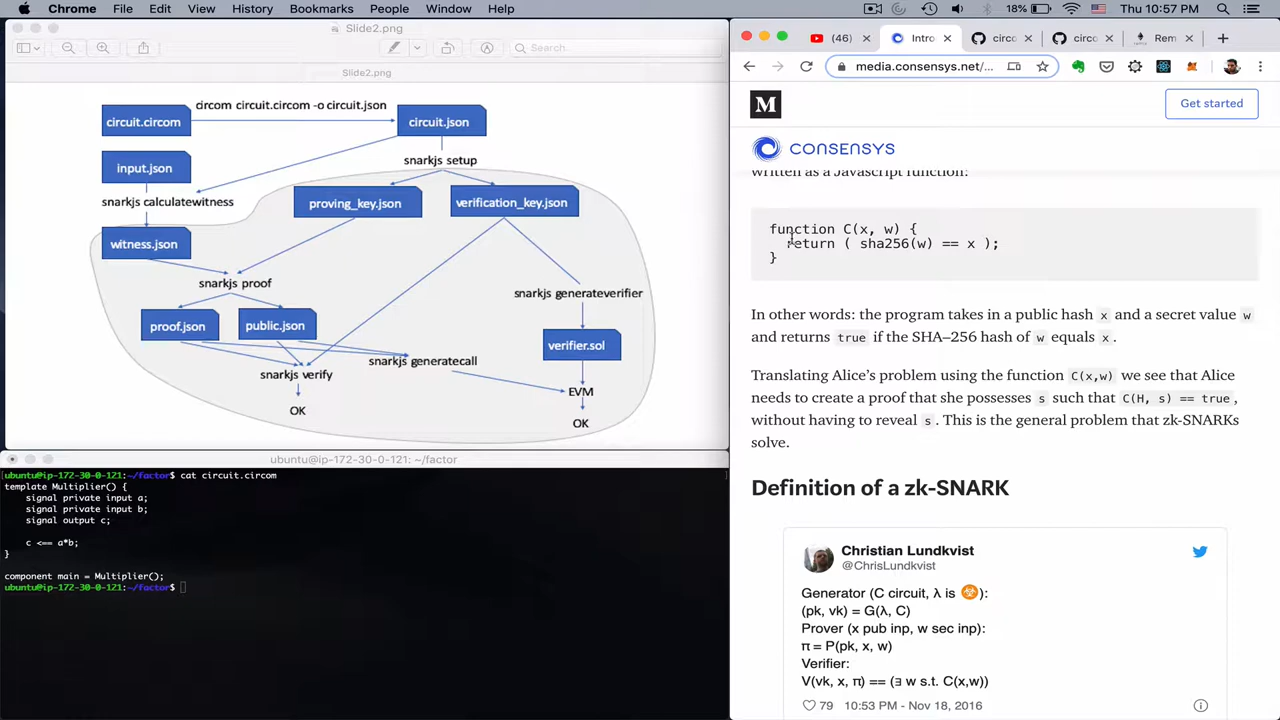 Chrome File Edit View History Bookmarks People Window Help 18% Thu 10:57 PM
Slide2.png
Search
Slide2.png
circom circuit.circom -o circuit.json
circuit.circom
circuit.json
snarkjs setup
input.json
snarkjs calculatewitness
proving_key.json
verification_key.json
witness.json
snarkjs proof
snarkjs generateverifier
proof.json
public.json
verifier.sol
snarkjs generatecall
snarkjs verify
EVM
OK
OK
ubuntu@ip-172-30-0-121: ~/factor
[ubuntu@ip-172-30-0-121:~/factor$ cat circuit.circom
template Multiplier() {
signal private input a;
signal private input b;
signal output c;
c <== a*b;
}
component main = Multiplier();
ubuntu@ip-172-30-0-121:~/factor$
(46) × Intro × circo × circo × Rem × +
media.consensys.net/...
M
Get started
CONSENSYS
written as a Javascript function:
function C(x, w) {
return ( sha256(w) == x );
}
In other words: the program takes in a public hash x and a secret value w
and returns true if the SHA–256 hash of w equals x .
Translating Alice’s problem using the function C(x,w) we see that Alice
needs to create a proof that she possesses s such that C(H, s) == true ,
without having to reveal s . This is the general problem that zk-SNARKs
solve.
Definition of a zk-SNARK
Christian Lundkvist
@ChrisLundkvist
Generator (C circuit, λ is ☣):
(pk, vk) = G(λ, C)
Prover (x pub inp, w sec inp):
π = P(pk, x, w)
Verifier:
V(vk, x, π) == (∃ w s.t. C(x,w))
79 10:53 PM - Nov 18, 2016